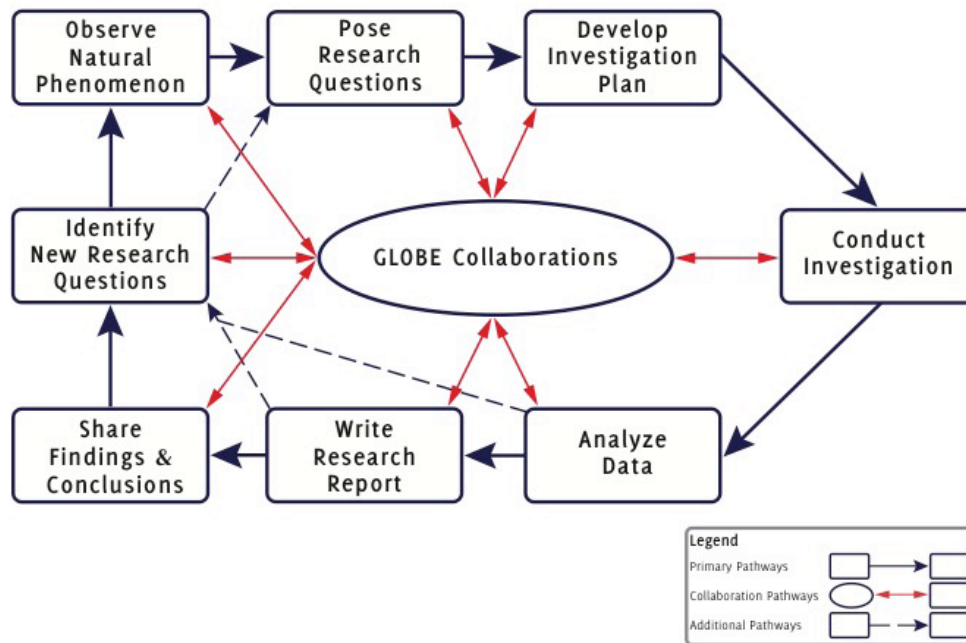 Observe
Natural
Phenomenon
Pose
Research
Questions
Develop
Investigation
Plan
Identify
New Research
Questions
GLOBE Collaborations
Conduct
Investigation
Share
Findings &
Conclusions
Write
Research
Report
Analyze
Data
Legend
Primary Pathways
Collaboration Pathways
Additional Pathways